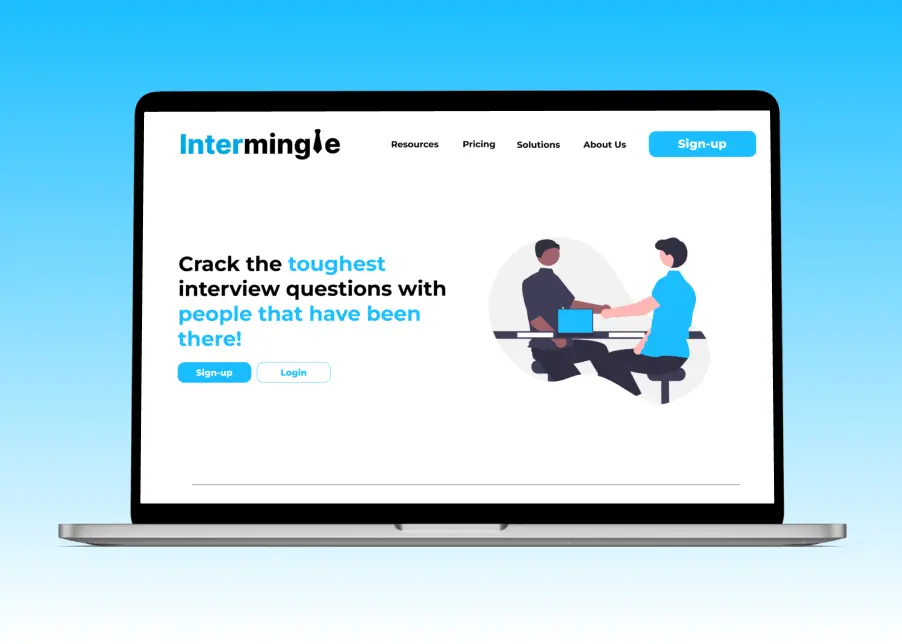 Intermingle
Resources
Pricing
Solutions
About Us
Sign-up
Crack the toughest
interview questions with
people that have been
there!
Sign-up
Login